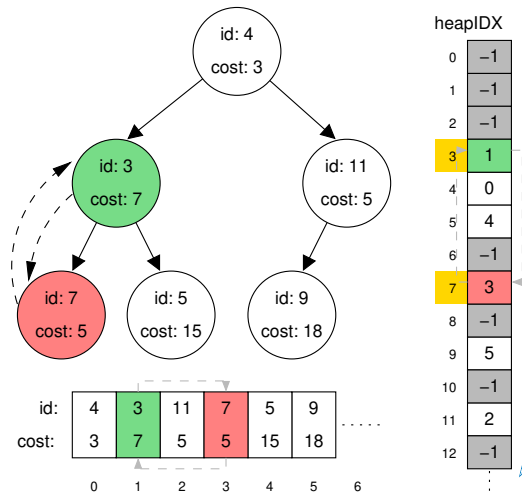 id: 4
cost: 3
id: 3
cost: 7
id: 11
cost: 5
id: 7
cost: 5
id: 5
cost: 15
id: 9
cost: 18
id: 4 3 11 7 5 9
cost: 3 7 5 5 15 18
0 1 2 3 4 5 6
heapIDX
0 −1
1 −1
2 −1
3 1
4 0
5 4
6 −1
7 3
8 −1
9 5
10 −1
11 2
12 −1